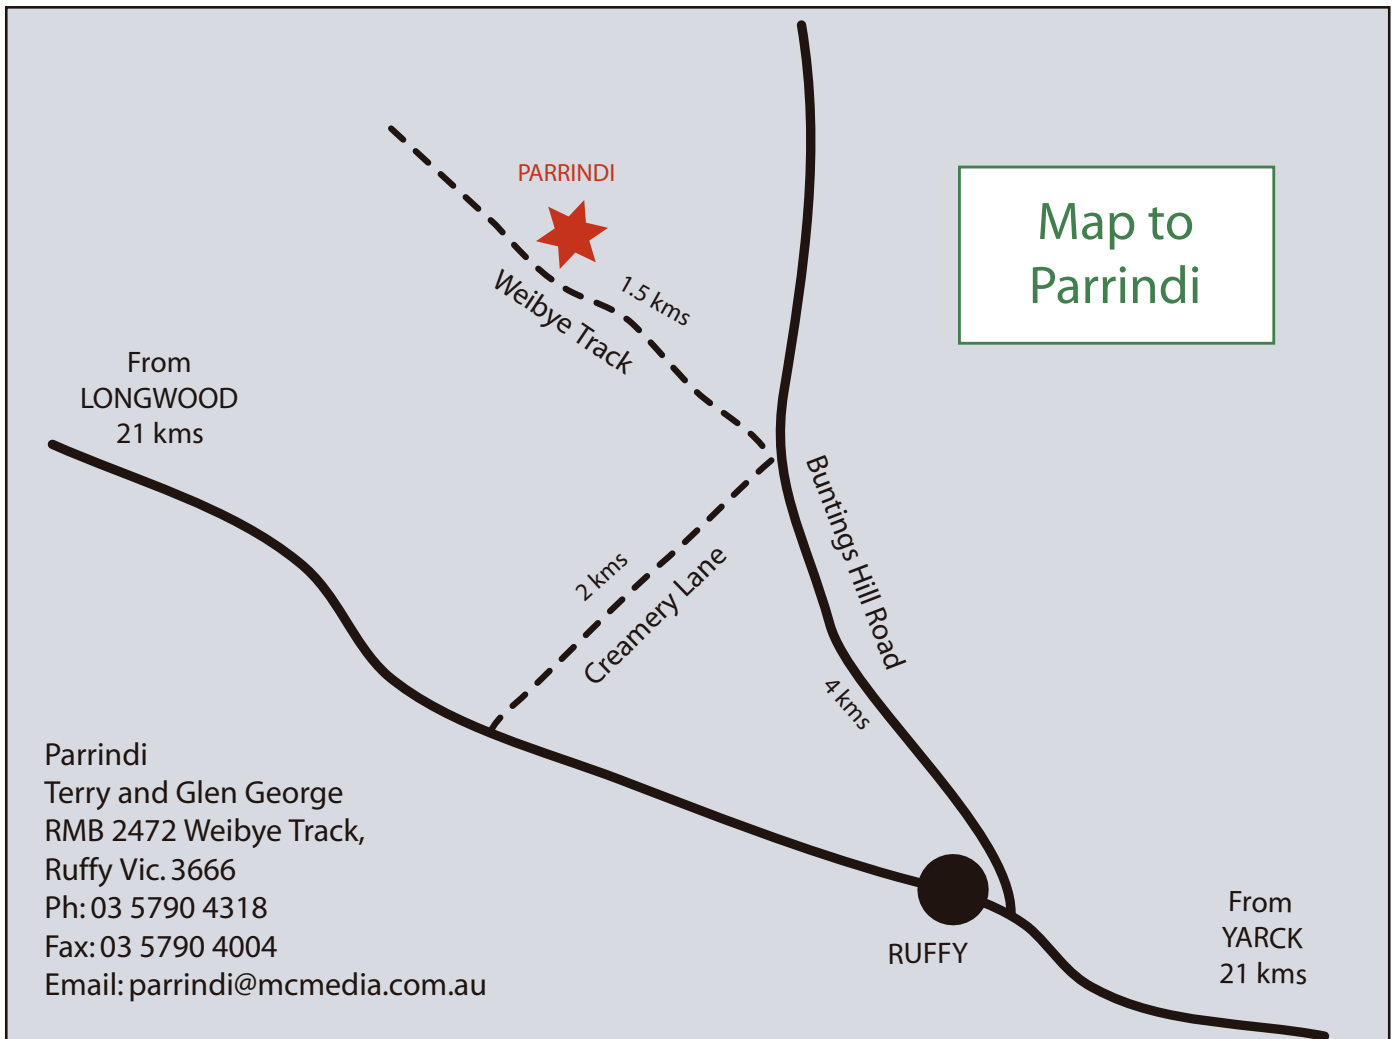 PARRINDI
Map to
Parrindi
1.5 kms
Weibye Track
From
LONGWOOD
21 kms
Buntings Hill Road
2 kms
Creamery Lane
4 kms
Parrindi
Terry and Glen George
RMB 2472 Weibye Track,
Ruffy Vic. 3666
Ph: 03 5790 4318
Fax: 03 5790 4004
Email: parrindi@mcmedia.com.au
RUFFY
From
YARCK
21 kms